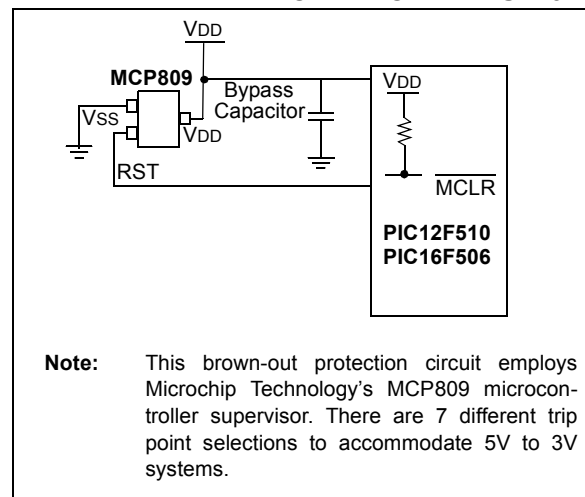 VDD
MCP809
Bypass
Capacitor
VSS
VDD
RST
VDD
MCLR
PIC12F510
PIC16F506
Note: This brown-out protection circuit employs
Microchip Technology's MCP809 microcon-
troller supervisor. There are 7 different trip
point selections to accommodate 5V to 3V
systems.